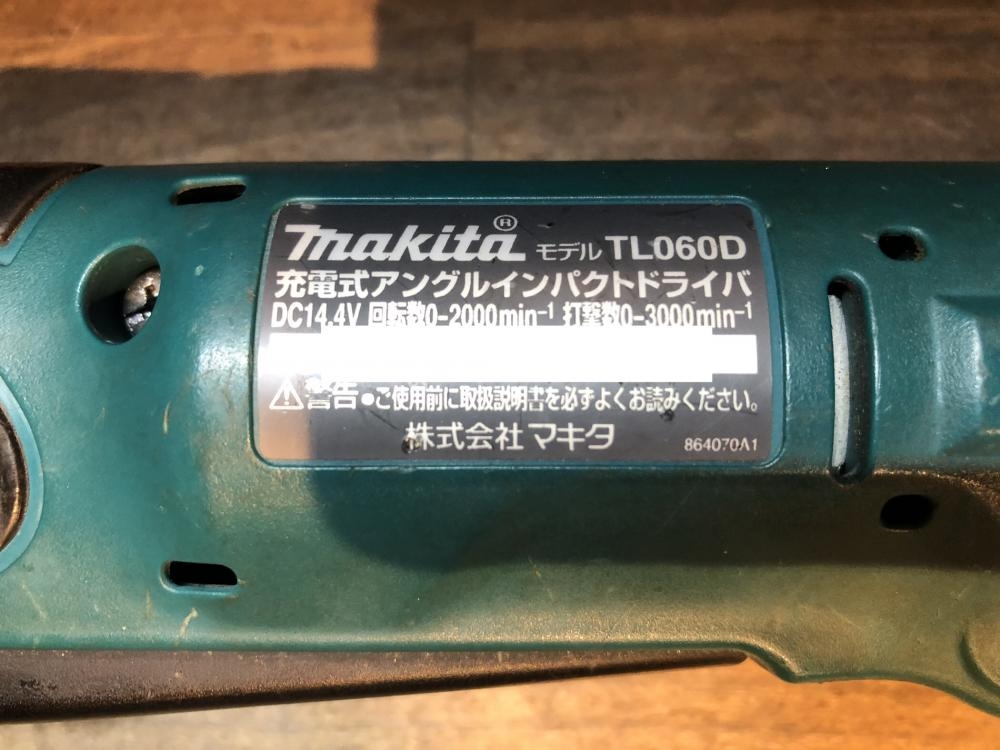 makita® モデル TL060D
充電式アングルインパクトドライバ
DC14.4V 回転数0-2000min⁻¹ 打撃数0-3000min⁻¹
⚠警告 ●ご使用前に取扱説明書を必ずよくお読みください。
株式会社マキタ 864070A1